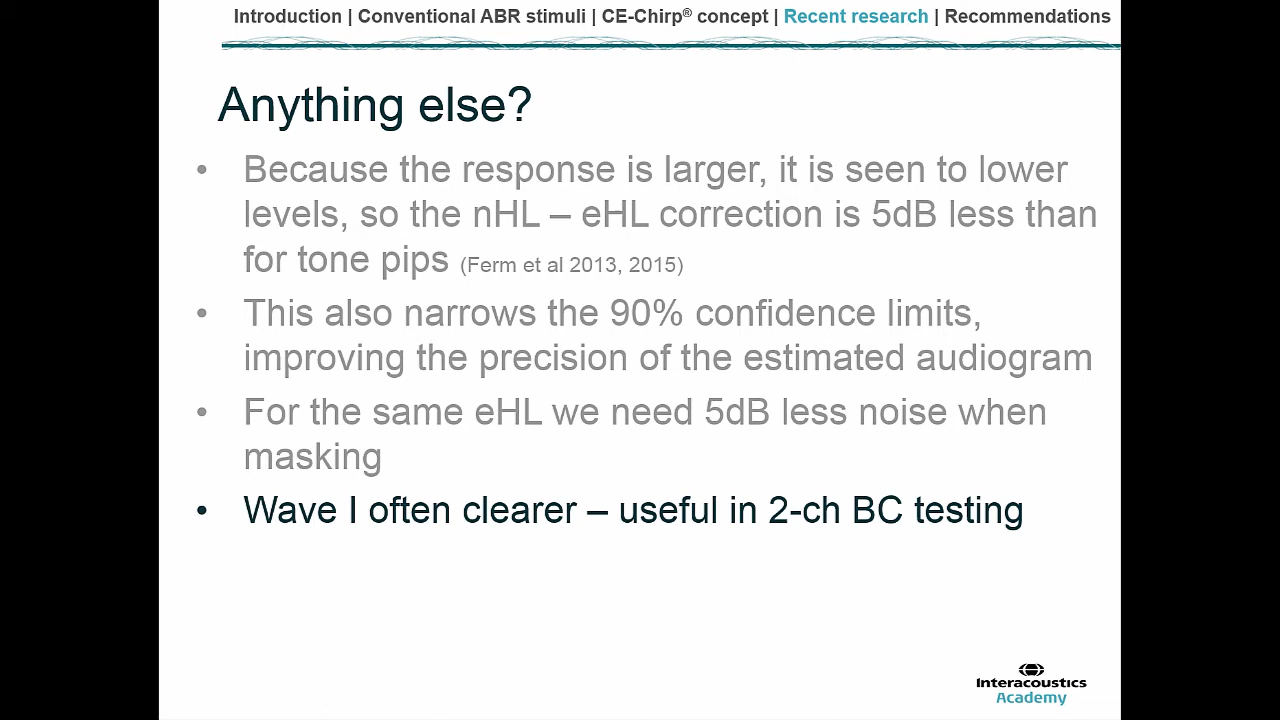 Introduction | Conventional ABR stimuli | CE-Chirp® concept | Recent research | Recommendations
Anything else?
• Because the response is larger, it is seen to lower
levels, so the nHL – eHL correction is 5dB less than
for tone pips (Ferm et al 2013, 2015)
• This also narrows the 90% confidence limits,
improving the precision of the estimated audiogram
• For the same eHL we need 5dB less noise when
masking
• Wave I often clearer – useful in 2-ch BC testing
Interacoustics
Academy